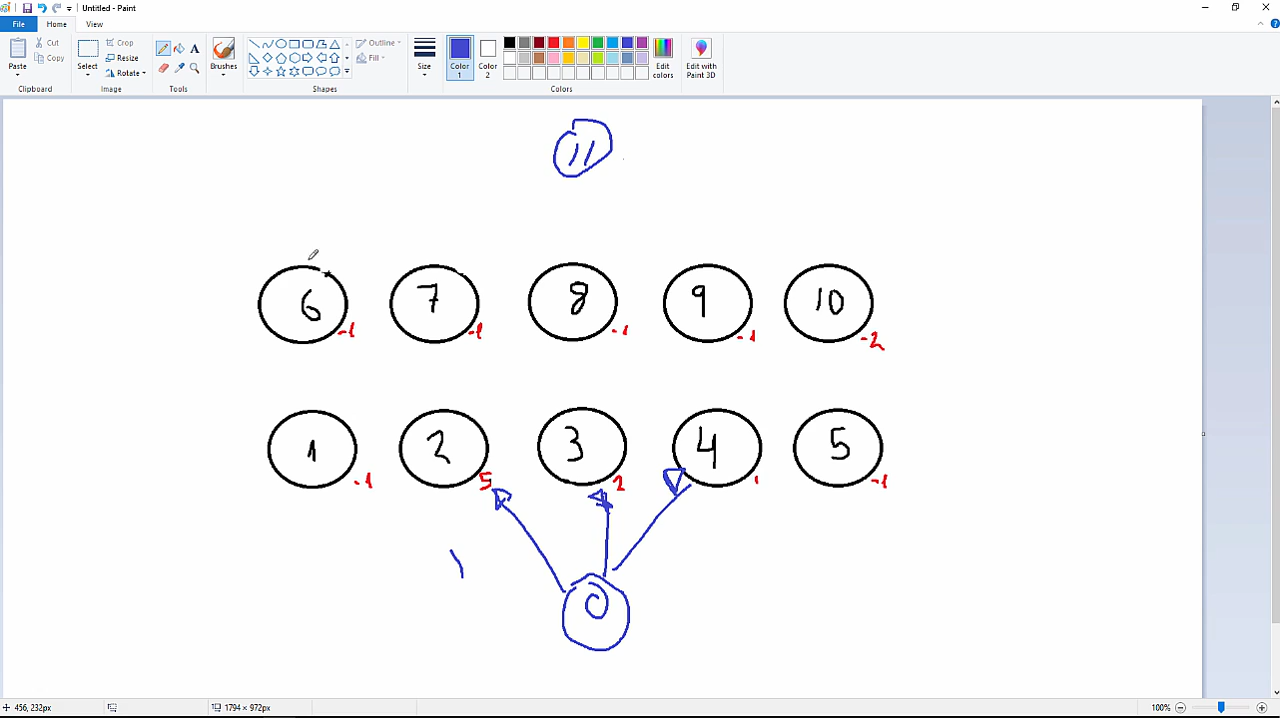 Untitled - Paint
File Home View
Paste
Cut
Copy
Clipboard
Select
Crop
Resize
Rotate
Image
A
Tools
Brushes
Outline
Fill
Shapes
Size
Color 1
Color 2
Edit colors
Colors
Edit with Paint 3D
11
6 7 8 9 10
-1 -1 -1 -1 -2
1 2 3 4 5
-1 5 2 1 -1
0
456, 232px
1794 × 972px
100%